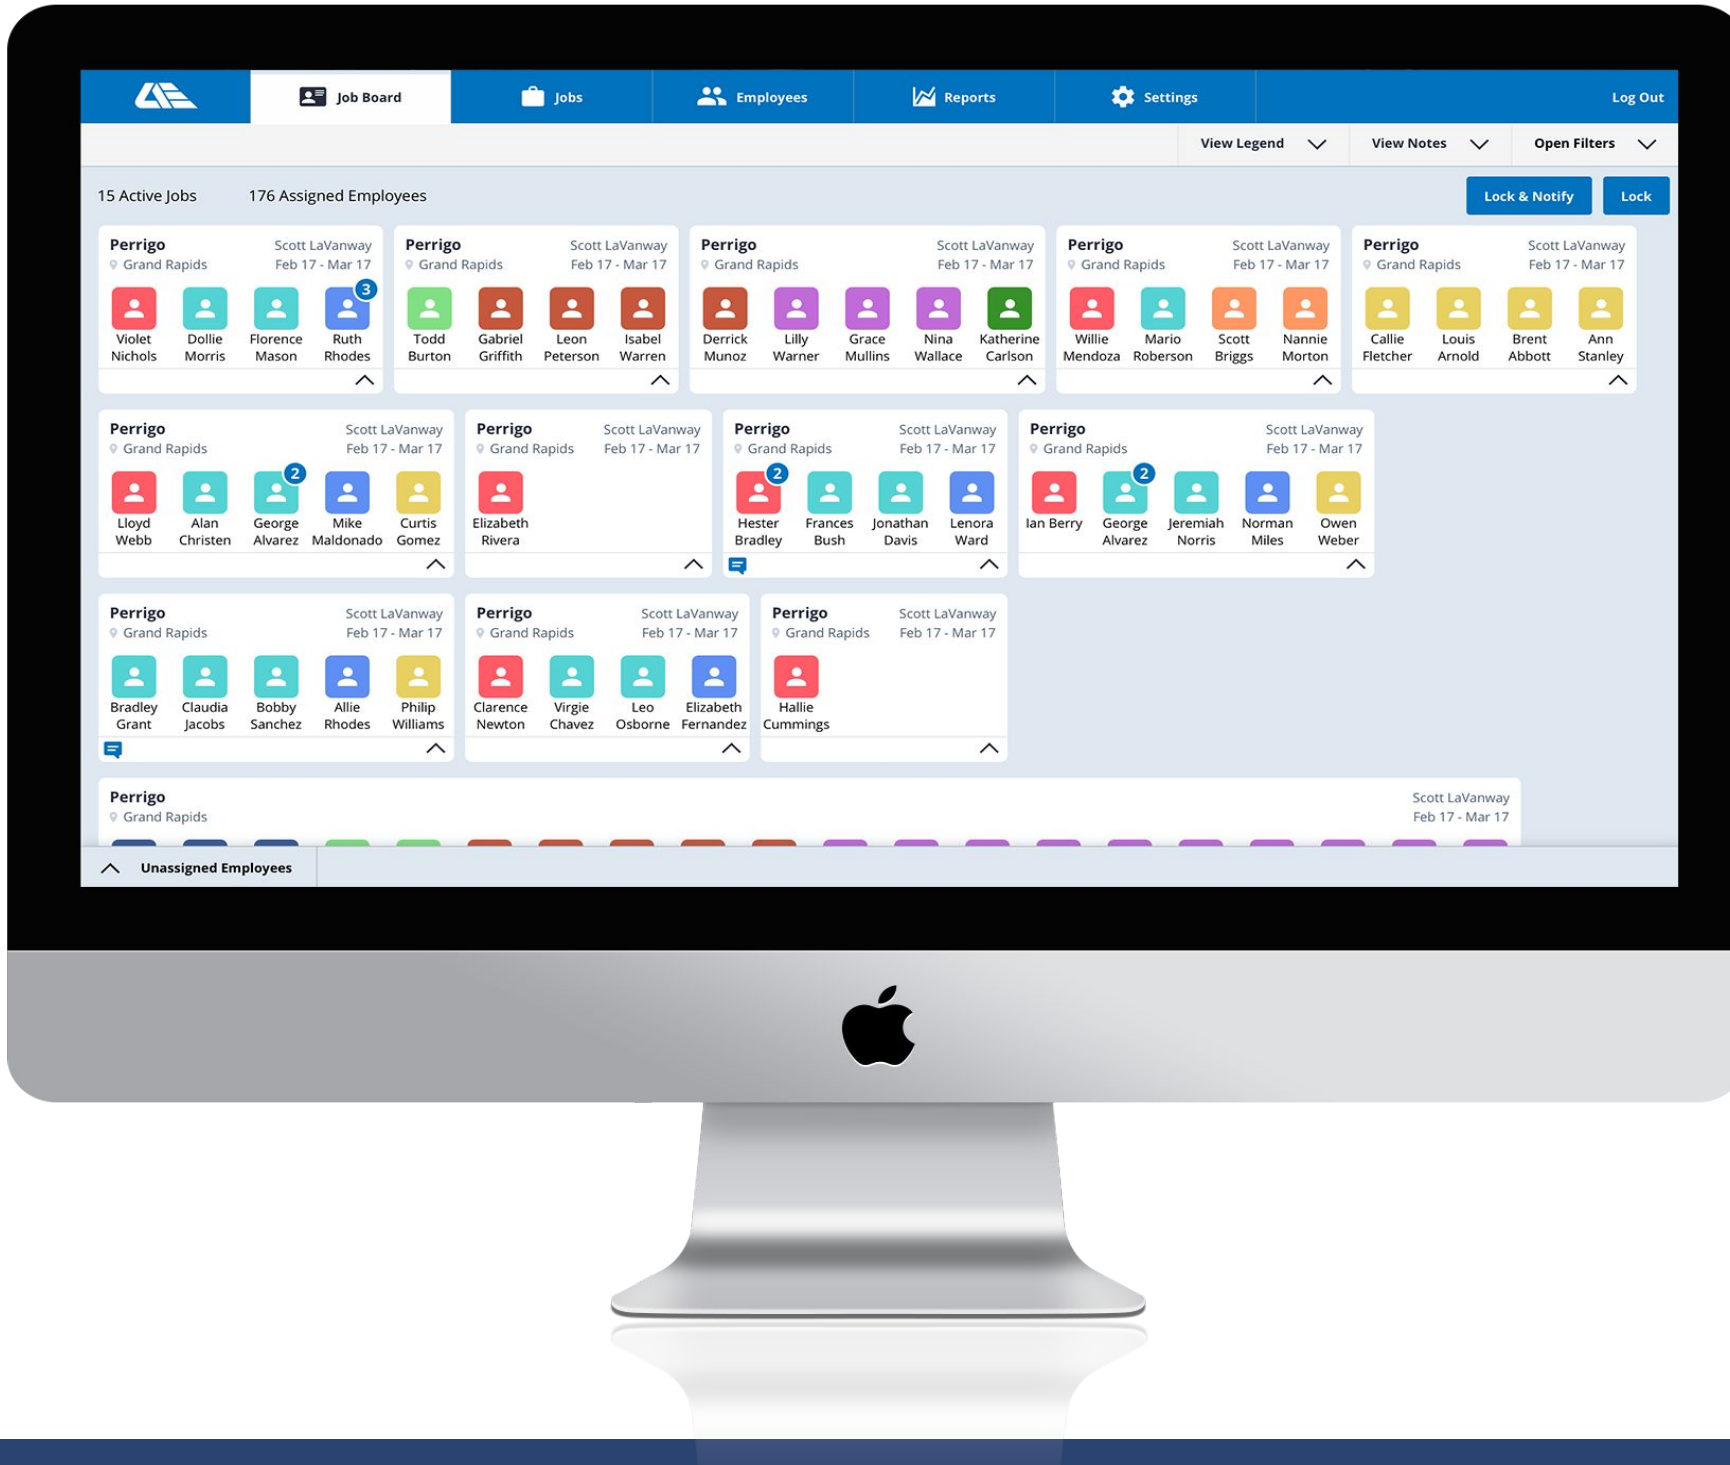 Job Board
Jobs
Employees
Reports
Settings
Log Out
View Legend
View Notes
Open Filters
15 Active Jobs
176 Assigned Employees
Lock & Notify
Lock
Perrigo
Scott LaVanway
Grand Rapids
Feb 17 - Mar 17
3
Violet Nichols
Dollie Morris
Florence Mason
Ruth Rhodes
Perrigo
Scott LaVanway
Grand Rapids
Feb 17 - Mar 17
Todd Burton
Gabriel Griffith
Leon Peterson
Isabel Warren
Perrigo
Scott LaVanway
Grand Rapids
Feb 17 - Mar 17
Derrick Munoz
Lilly Warner
Grace Mullins
Nina Wallace
Katherine Carlson
Perrigo
Scott LaVanway
Grand Rapids
Feb 17 - Mar 17
Willie Mendoza
Mario Roberson
Scott Briggs
Nannie Morton
Perrigo
Scott LaVanway
Grand Rapids
Feb 17 - Mar 17
Callie Fletcher
Louis Arnold
Brent Abbott
Ann Stanley
Perrigo
Scott LaVanway
Grand Rapids
Feb 17 - Mar 17
2
Lloyd Webb
Alan Christen
George Alvarez
Mike Maldonado
Curtis Gomez
Perrigo
Scott LaVanway
Grand Rapids
Feb 17 - Mar 17
Elizabeth Rivera
Perrigo
Scott LaVanway
Grand Rapids
Feb 17 - Mar 17
2
Hester Bradley
Frances Bush
Jonathan Davis
Lenora Ward
Perrigo
Scott LaVanway
Grand Rapids
Feb 17 - Mar 17
2
Ian Berry
George Alvarez
Jeremiah Norris
Norman Miles
Owen Weber
Perrigo
Scott LaVanway
Grand Rapids
Feb 17 - Mar 17
Bradley Grant
Claudia Jacobs
Bobby Sanchez
Allie Rhodes
Philip Williams
Perrigo
Scott LaVanway
Grand Rapids
Feb 17 - Mar 17
Clarence Newton
Virgie Chavez
Leo Osborne
Elizabeth Fernandez
Perrigo
Scott LaVanway
Grand Rapids
Feb 17 - Mar 17
Hallie Cummings
Perrigo
Scott LaVanway
Grand Rapids
Feb 17 - Mar 17
Unassigned Employees